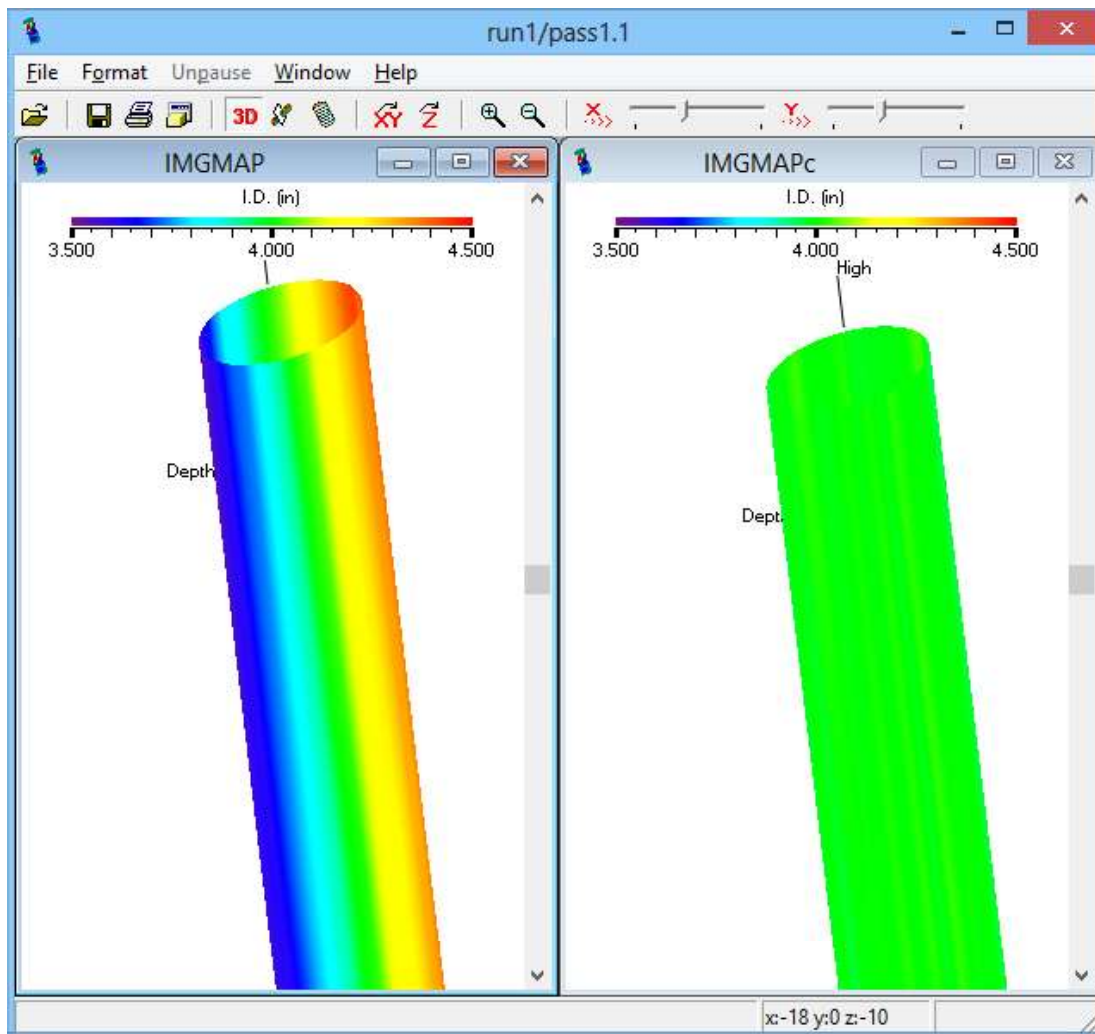 run1/pass1.1
File Format Unpause Window Help
3D XY Z X Y
IMGMAP
I.D. (in)
3.500 4.000 4.500
Depth
IMGMAPc
I.D. (in)
3.500 4.000 4.500
High
x:-18 y:0 z:-10